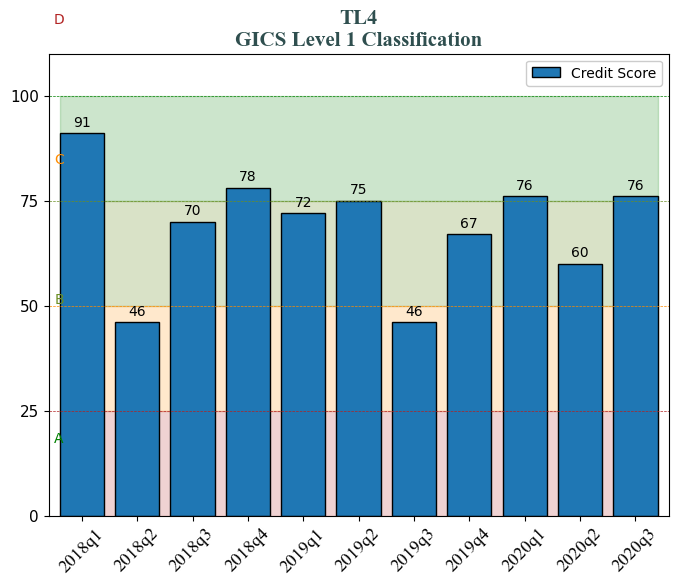 D
TL4
GICS Level 1 Classification
Credit Score
100
91
C
78
76
76
75
75
72
70
67
60
B
50
46
46
25
A
0
2018q1
2018q2
2018q3
2018q4
2019q1
2019q2
2019q3
2019q4
2020q1
2020q2
2020q3